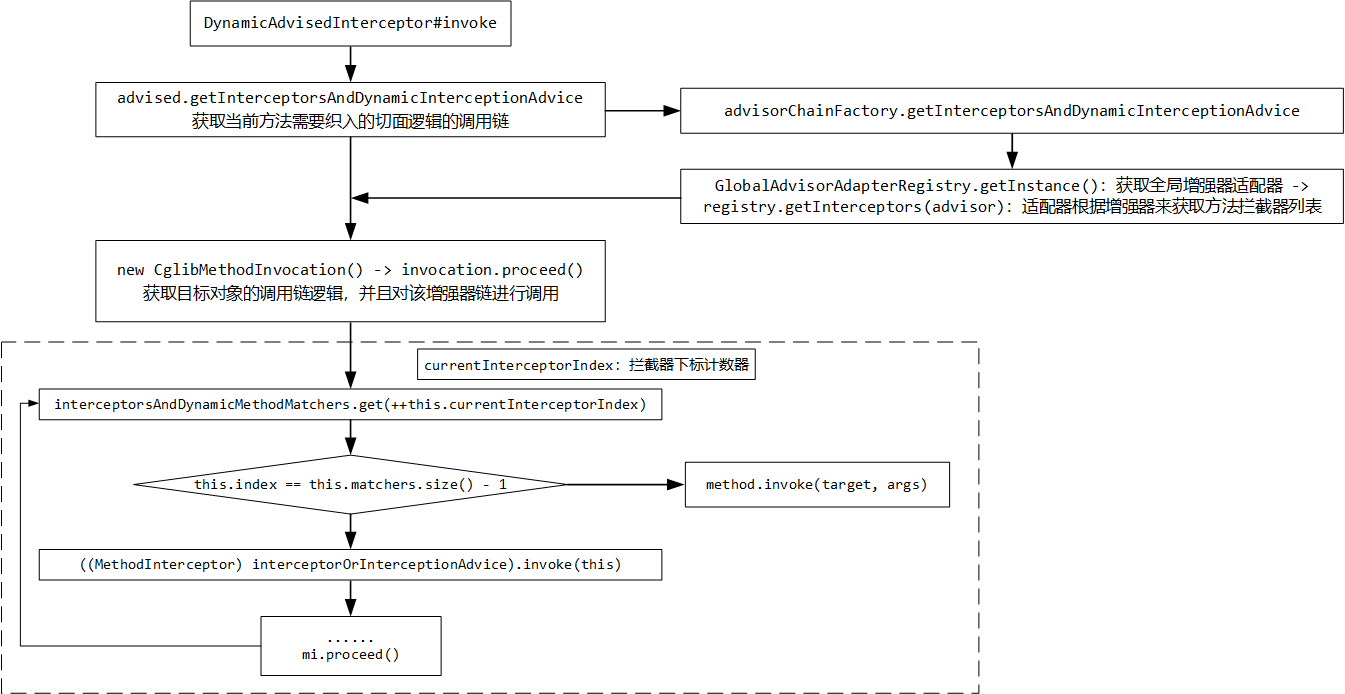 DynamicAdvisedInterceptor#invoke
advised.getInterceptorsAndDynamicInterceptionAdvice
获取当前方法需要织入的切面逻辑的调用链
advisorChainFactory.getInterceptorsAndDynamicInterceptionAdvice
GlobalAdvisorAdapterRegistry.getInstance()：获取全局增强器适配器 ->
registry.getInterceptors(advisor)：适配器根据增强器来获取方法拦截器列表
new CglibMethodInvocation() -> invocation.proceed()
获取目标对象的调用链逻辑，并且对该增强器链进行调用
currentInterceptorIndex：拦截器下标计数器
interceptorsAndDynamicMethodMatchers.get(++this.currentInterceptorIndex)
this.index == this.matchers.size() - 1
method.invoke(target, args)
((MethodInterceptor) interceptorOrInterceptionAdvice).invoke(this)
......
mi.proceed()